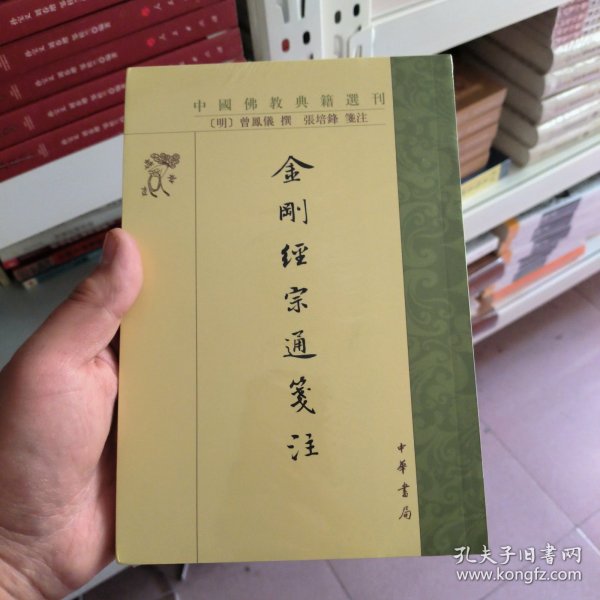 中國佛教典籍選刊
〔明〕曾鳳儀 撰 張培鋒 箋注
金剛經宗通箋注
中華書局
孔夫子旧书网
www.kongfz.com